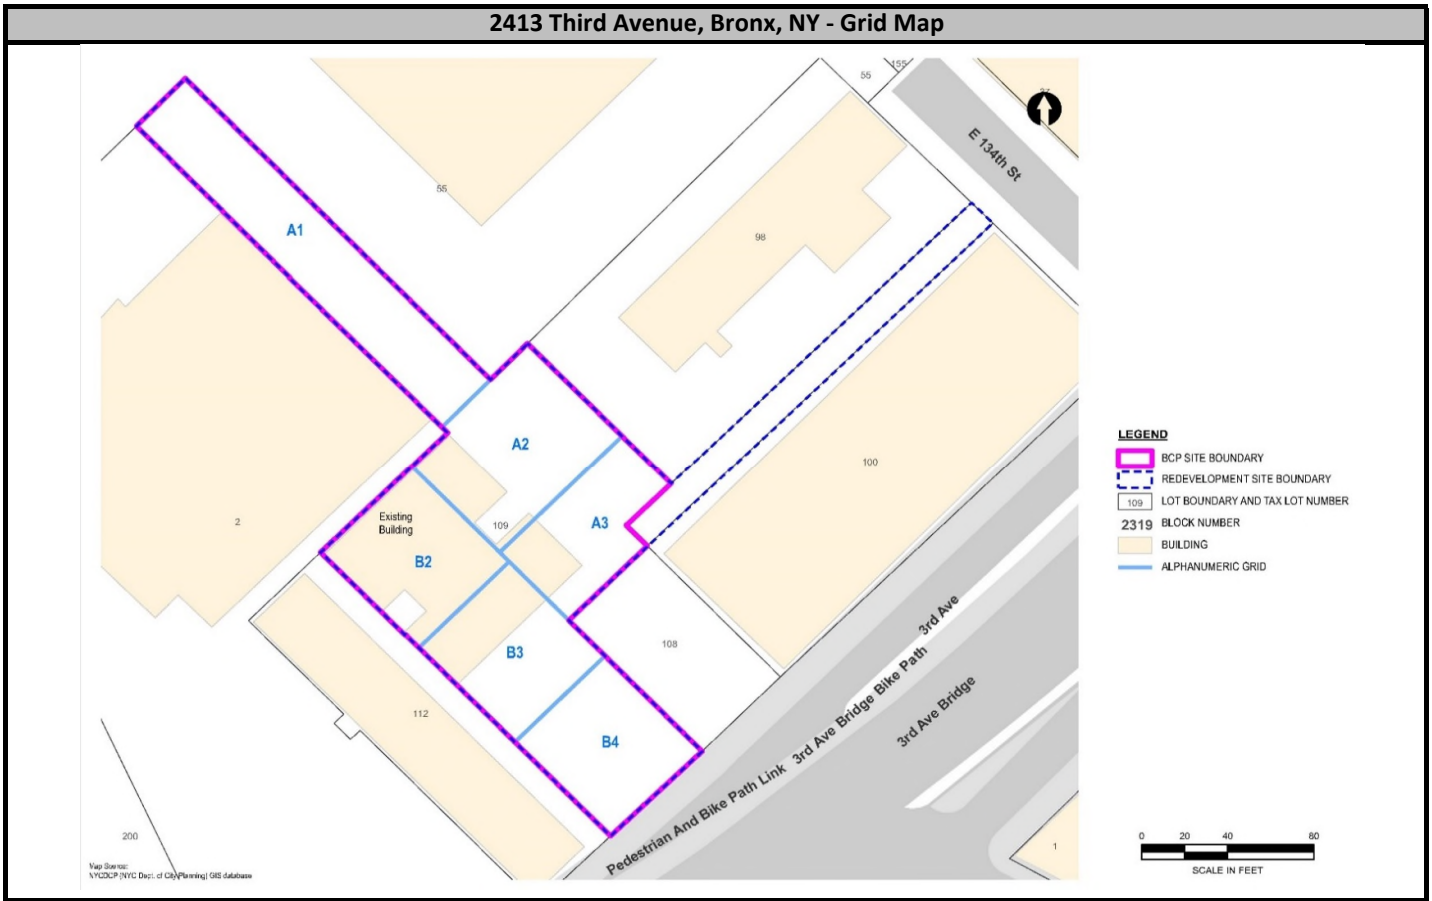 2413 Third Avenue, Bronx, NY - Grid Map
55
155
E 134th St
55
A1
98
A2
100
LEGEND
BCP SITE BOUNDARY
REDEVELOPMENT SITE BOUNDARY
109 LOT BOUNDARY AND TAX LOT NUMBER
2319 BLOCK NUMBER
BUILDING
ALPHANUMERIC GRID
2
Existing
Building
109
A3
B2
3rd Ave
B3
108
3rd Ave Bridge Bike Path
3rd Ave Bridge
112
B4
Pedestrian And Bike Path Link
200
1
0 20 40 80
SCALE IN FEET
Map Source:
NYCDCP (NYC Dept. of City Planning) GIS database